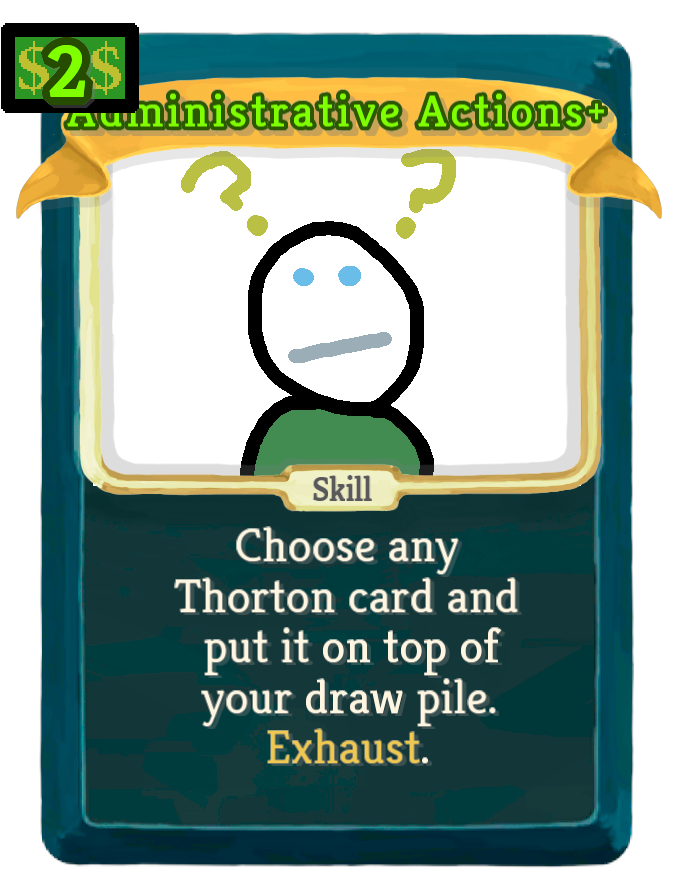 $2$
Administrative Actions+
? ?
Skill
Choose any
Thorton card and
put it on top of
your draw pile.
Exhaust.